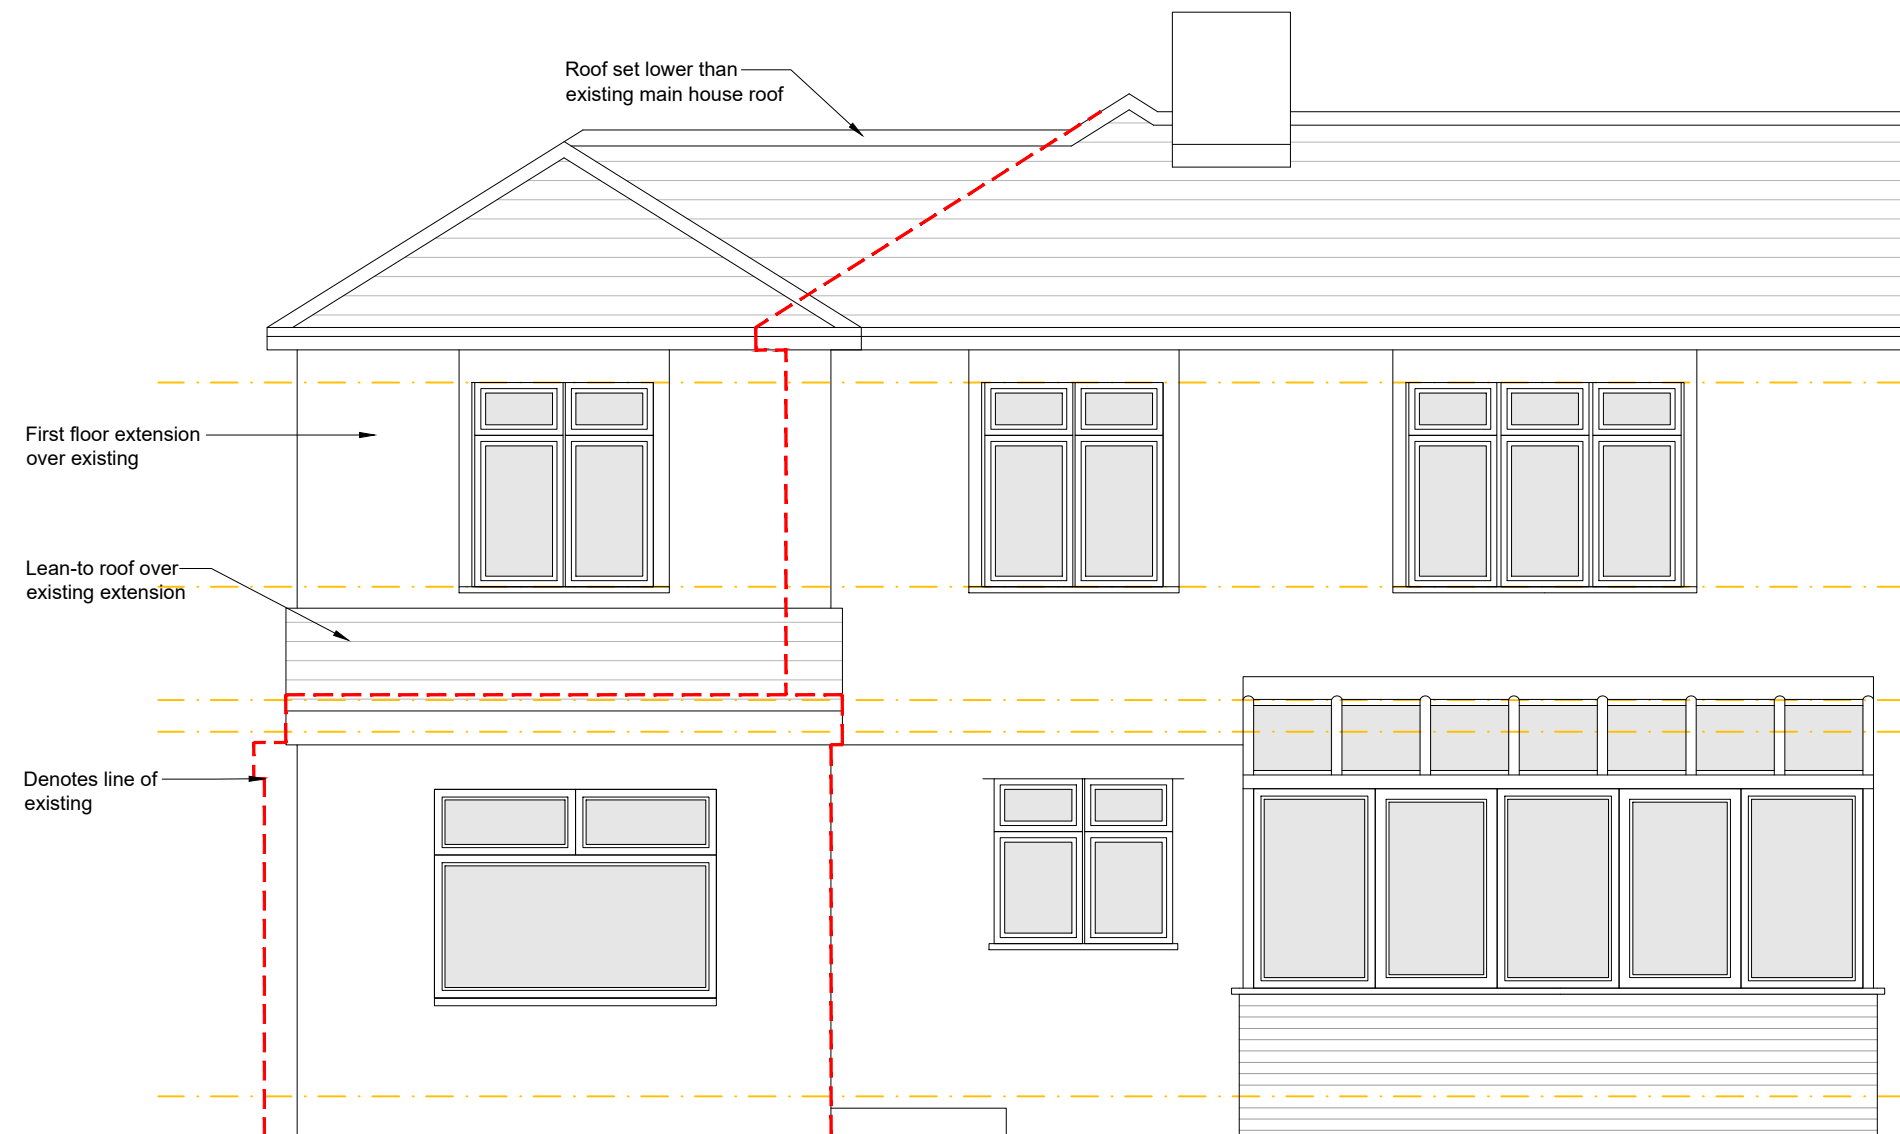 Roof set lower than
existing main house roof
First floor extension
over existing
Lean-to roof over
existing extension
Denotes line of
existing